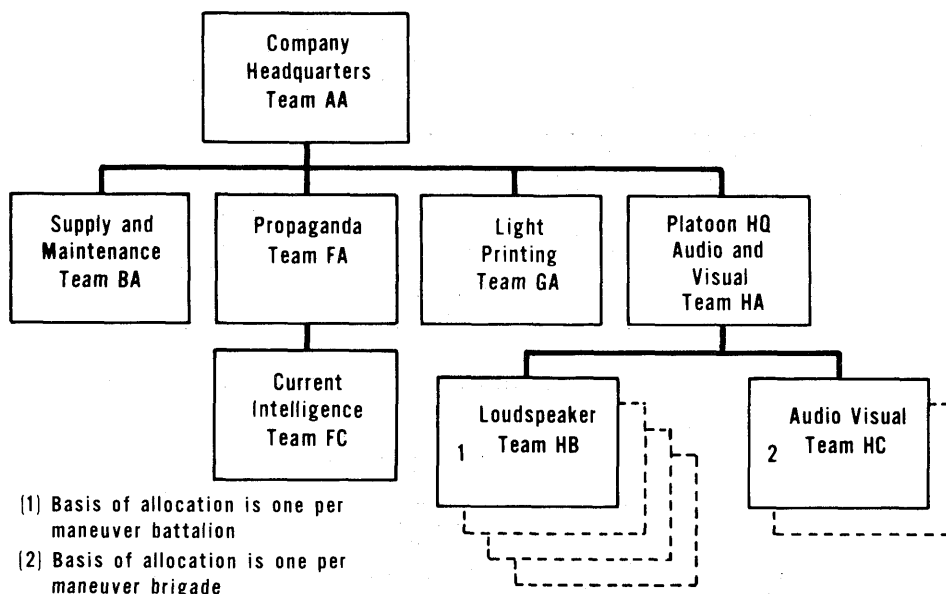 Company
Headquarters
Team AA
Supply and
Maintenance
Team BA
Propaganda
Team FA
Light
Printing
Team GA
Platoon HQ
Audio and
Visual
Team HA
Current
Intelligence
Team FC
Loudspeaker
Team HB
1
Audio Visual
Team HC
2
(1) Basis of allocation is one per
maneuver battalion
(2) Basis of allocation is one per
maneuver brigade